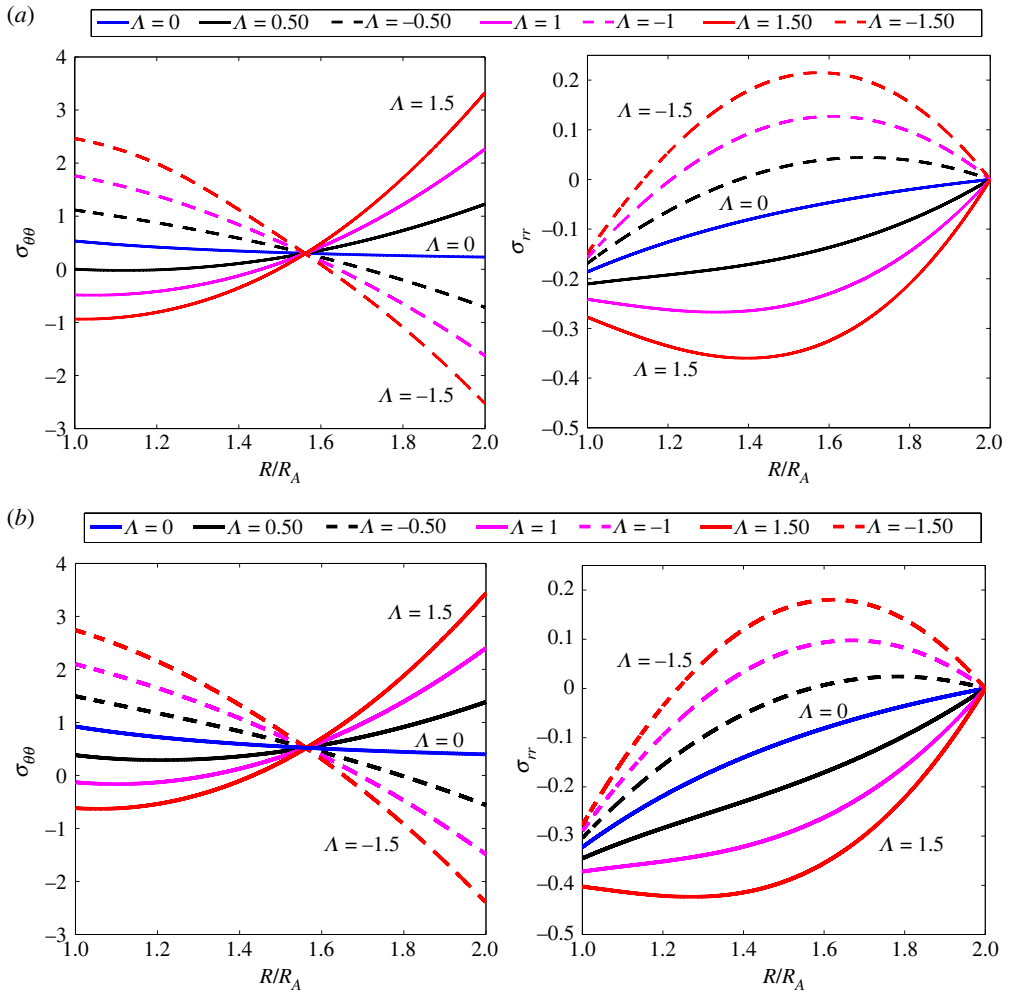 (a)
Λ = 0 Λ = 0.50 Λ = –0.50 Λ = 1 Λ = –1 Λ = 1.50 Λ = –1.50
4
3
2
1
0
–1
–2
–3
σθθ
Λ = 1.5
Λ = 0
Λ = –1.5
1.0 1.2 1.4 1.6 1.8 2.0
R/RA
0.2
0.1
0
–0.1
–0.2
–0.3
–0.4
–0.5
σrr
Λ = –1.5
Λ = 0
Λ = 1.5
1.0 1.2 1.4 1.6 1.8 2.0
R/RA
(b)
Λ = 0 Λ = 0.50 Λ = –0.50 Λ = 1 Λ = –1 Λ = 1.50 Λ = –1.50
4
3
2
1
0
–1
–2
–3
σθθ
Λ = 1.5
Λ = 0
Λ = –1.5
1.0 1.2 1.4 1.6 1.8 2.0
R/RA
0.2
0.1
0
–0.1
–0.2
–0.3
–0.4
–0.5
σrr
Λ = –1.5
Λ = 0
Λ = 1.5
1.0 1.2 1.4 1.6 1.8 2.0
R/RA